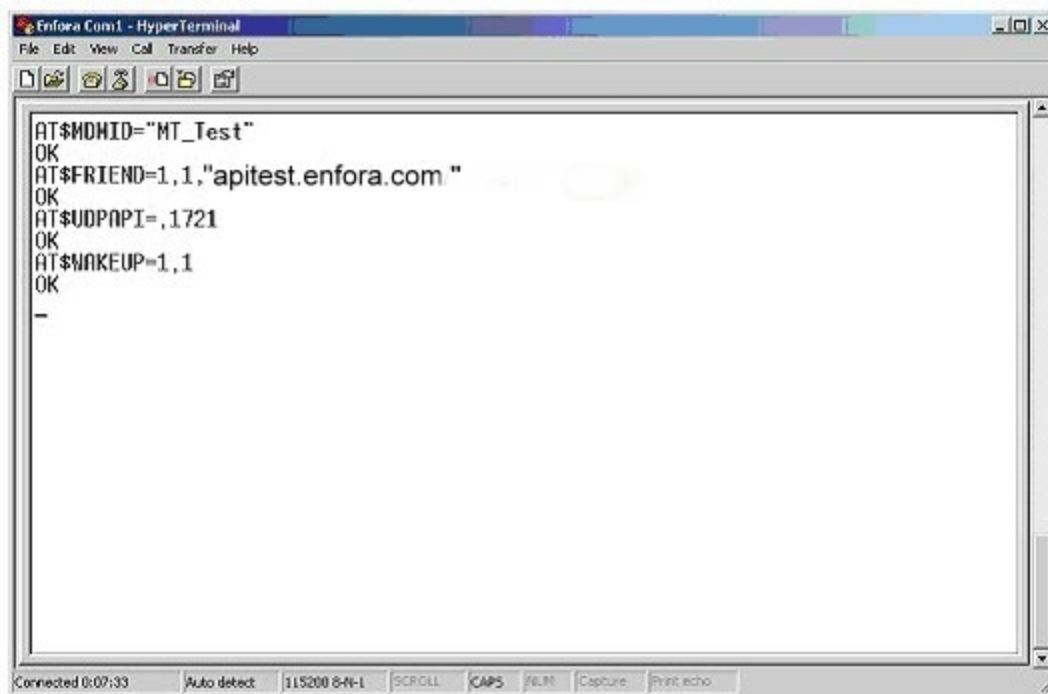 Enfora Com1 - HyperTerminal
File Edit View Call Transfer Help
AT$MDMID="MT_Test"
OK
AT$FRIEND=1,1,"apitest.enfora.com "
OK
AT$UDPAPI=,1721
OK
AT$WAKEUP=1,1
OK
Connected 0:07:33 Auto detect 115200 8-N-1 SCROLL CAPS NUM Capture Print echo